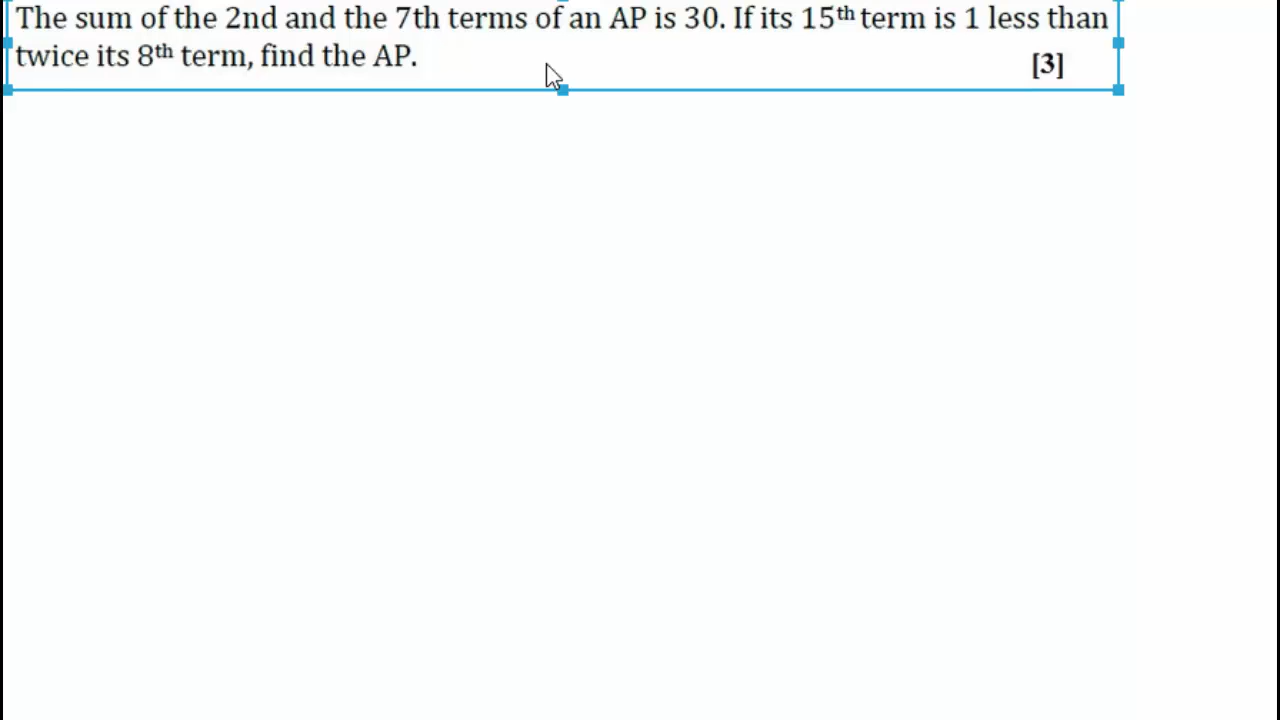 The sum of the 2nd and the 7th terms of an AP is 30. If its 15th term is 1 less than
twice its 8th term, find the AP.
[3]